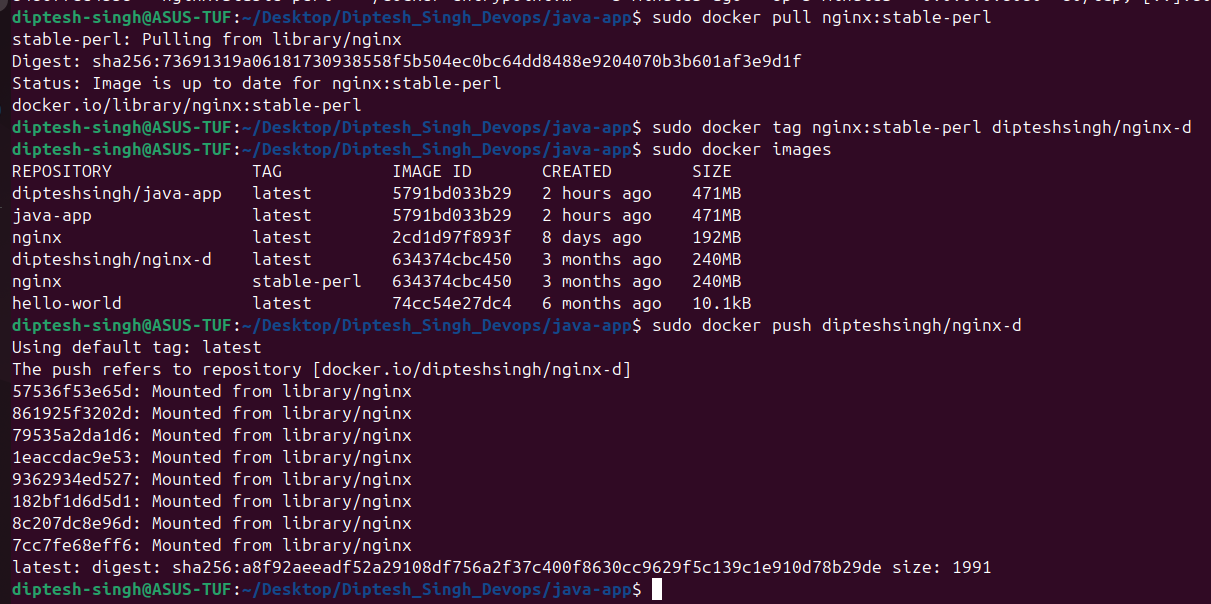 diptesh-singh@ASUS-TUF:~/Desktop/Diptesh_Singh_Devops/java-app$ sudo docker pull nginx:stable-perl
stable-perl: Pulling from library/nginx
Digest: sha256:73691319a06181730938558f5b504ec0bc64dd8488e9204070b3b601af3e9d1f
Status: Image is up to date for nginx:stable-perl
docker.io/library/nginx:stable-perl
diptesh-singh@ASUS-TUF:~/Desktop/Diptesh_Singh_Devops/java-app$ sudo docker tag nginx:stable-perl dipteshsingh/nginx-d
diptesh-singh@ASUS-TUF:~/Desktop/Diptesh_Singh_Devops/java-app$ sudo docker images
REPOSITORY TAG IMAGE ID CREATED SIZE
dipteshsingh/java-app latest 5791bd033b29 2 hours ago 471MB
java-app latest 5791bd033b29 2 hours ago 471MB
nginx latest 2cd1d97f893f 8 days ago 192MB
dipteshsingh/nginx-d latest 634374cbc450 3 months ago 240MB
nginx stable-perl 634374cbc450 3 months ago 240MB
hello-world latest 74cc54e27dc4 6 months ago 10.1kB
diptesh-singh@ASUS-TUF:~/Desktop/Diptesh_Singh_Devops/java-app$ sudo docker push dipteshsingh/nginx-d
Using default tag: latest
The push refers to repository [docker.io/dipteshsingh/nginx-d]
57536f53e65d: Mounted from library/nginx
861925f3202d: Mounted from library/nginx
79535a2da1d6: Mounted from library/nginx
1eaccdac9e53: Mounted from library/nginx
9362934ed527: Mounted from library/nginx
182bf1d6d5d1: Mounted from library/nginx
8c207dc8e96d: Mounted from library/nginx
7cc7fe68eff6: Mounted from library/nginx
latest: digest: sha256:a8f92aeeadf52a29108df756a2f37c400f8630cc9629f5c139c1e910d78b29de size: 1991
diptesh-singh@ASUS-TUF:~/Desktop/Diptesh_Singh_Devops/java-app$